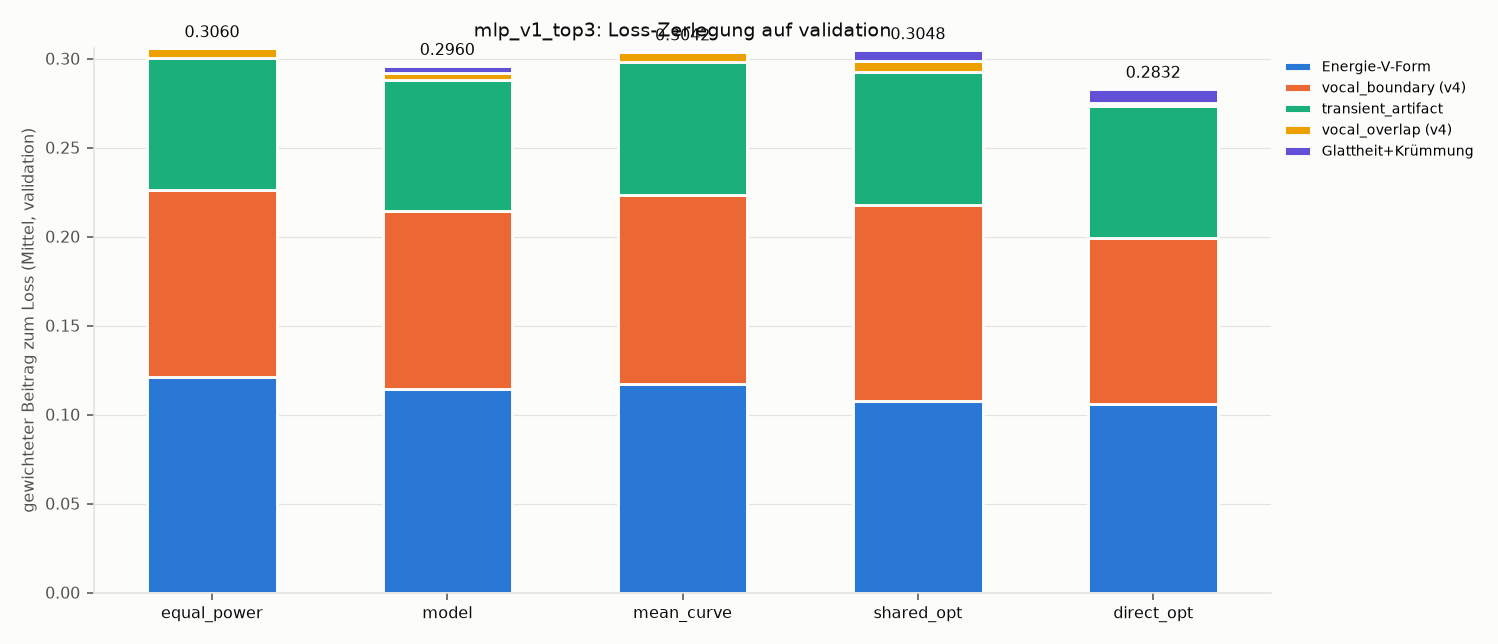 mlp_v1_top3: Loss-Zerlegung auf validation
0.3060
0.2960
0.3042
0.3048
0.2832
gewichteter Beitrag zum Loss (Mittel, validation)
0.30
0.25
0.20
0.15
0.10
0.05
0.00
equal_power
model
mean_curve
shared_opt
direct_opt
Energie-V-Form
vocal_boundary (v4)
transient_artifact
vocal_overlap (v4)
Glattheit+Krümmung